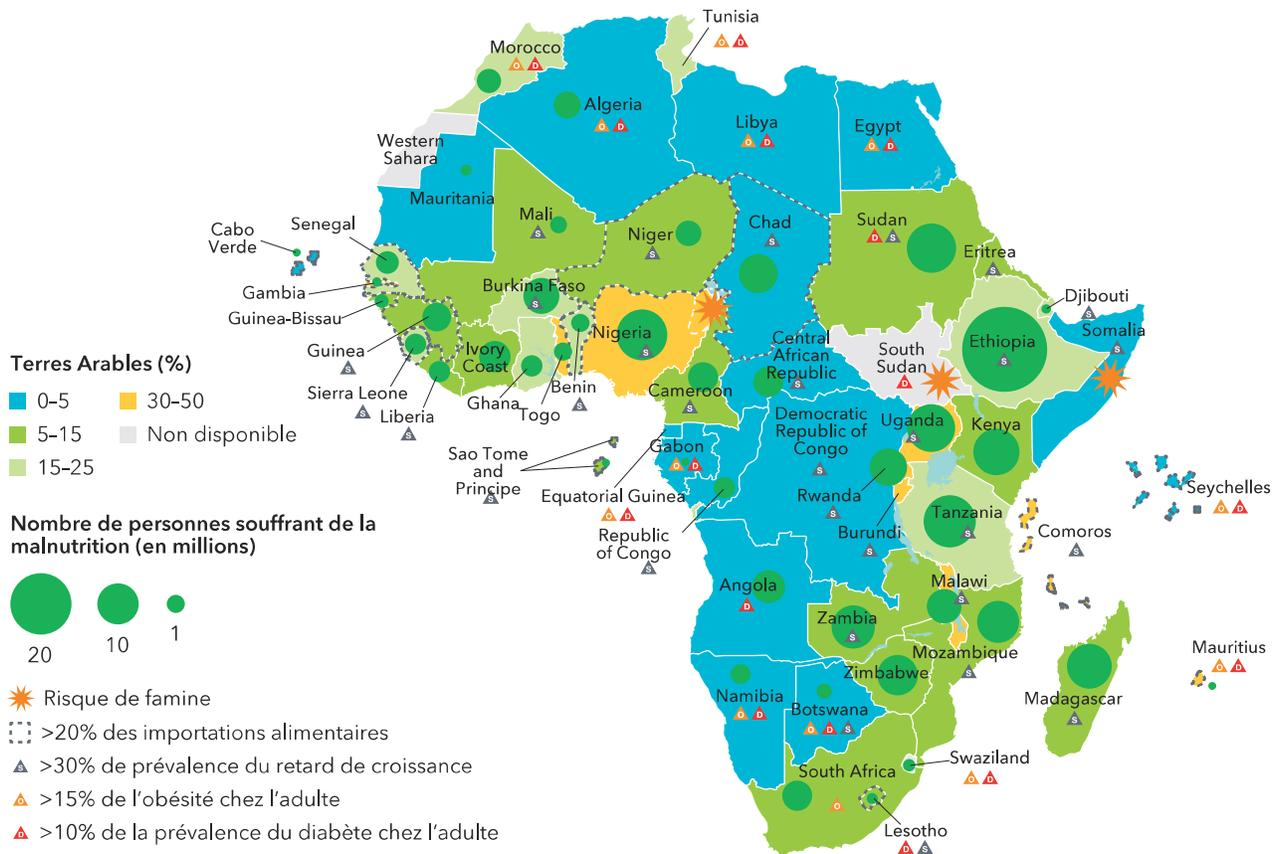 Tunisia
O D
Morocco
O D
Algeria
O D
Libya
O D
Egypt
O D
Western
Sahara
Mauritania
Mali
S
Niger
S
Chad
S
Sudan
D S
Eritrea
S
Cabo
Verde
Senegal
Gambia
Guinea-Bissau
Burkina Faso
S
Djibouti
S
Somalia
S
Nigeria
S
Ethiopia
S
Guinea
S
Ivory
Coast
Central
African
Republic
S
South
Sudan
D
Sierra Leone
S
Liberia
S
Ghana
Togo
Benin
S
Cameroon
S
Democratic
Republic of
Congo
S
Uganda
S
Kenya
Sao Tome
and
Principe
S
Gabon
O D
Equatorial Guinea
O D
Republic
of Congo
S
Rwanda
S
Burundi
S
Tanzania
S
Seychelles
O D
Comoros
S
Angola
D
Malawi
S
Zambia
S
Mozambique
S
Zimbabwe
Madagascar
S
Mauritius
O D
Namibia
O D
Botswana
O D S
South Africa
O
Swaziland
O D
Lesotho
D S
Terres Arables (%)
0–5
30–50
5–15
Non disponible
15–25
Nombre de personnes souffrant de la
malnutrition (en millions)
20
10
1
Risque de famine
>20% des importations alimentaires
S >30% de prévalence du retard de croissance
O >15% de l'obésité chez l'adulte
D >10% de la prévalence du diabète chez l'adulte